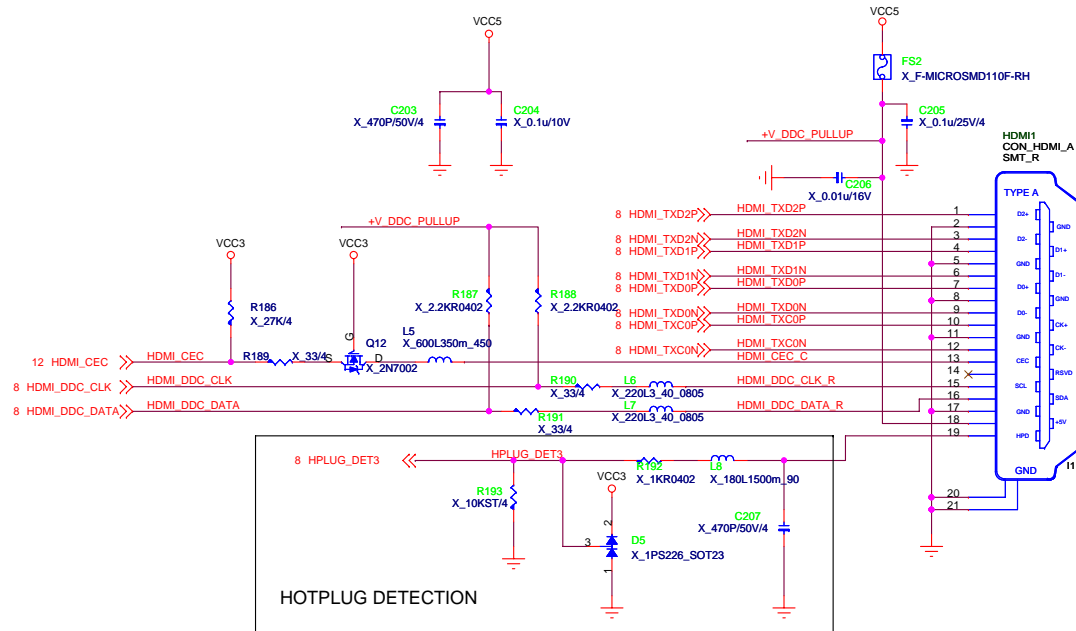 VCC5
VCC5
FS2
X_F-MICROSMD110F-RH
C203
X_470P/50V/4
C204
X_0.1u/10V
C205
X_0.1u/25V/4
+V_DDC_PULLUP
HDMI1
CON_HDMI_A
SMT_R
C206
X_0.01u/16V
TYPE A
+V_DDC_PULLUP
8 HDMI_TXD2P HDMI_TXD2P 1 D2+
2 GND
8 HDMI_TXD2N HDMI_TXD2N 3 D2-
8 HDMI_TXD1P HDMI_TXD1P 4 D1+
5 GND
8 HDMI_TXD1N HDMI_TXD1N 6 D1-
8 HDMI_TXD0P HDMI_TXD0P 7 D0+
8 GND
8 HDMI_TXD0N HDMI_TXD0N 9 D0-
8 HDMI_TXC0P HDMI_TXC0P 10 CK+
11 GND
8 HDMI_TXC0N HDMI_TXC0N 12 CK-
HDMI_CEC_C 13 CEC
14 RSVD
15 SCL
16 SDA
17 GND
18 +5V
19 HPD
GND
20
21
I1
VCC3
VCC3
R186
X_27K/4
R187
X_2.2KR0402
R188
X_2.2KR0402
L5
X_600L350m_450
Q12
X_2N7002
G
S
D
12 HDMI_CEC HDMI_CEC
R189 X_33/4
8 HDMI_DDC_CLK HDMI_DDC_CLK
R190
X_33/4
L6
X_220L3_40_0805
HDMI_DDC_CLK_R
8 HDMI_DDC_DATA HDMI_DDC_DATA
R191
X_33/4
L7
X_220L3_40_0805
HDMI_DDC_DATA_R
8 HPLUG_DET3 HPLUG_DET3
R192
X_1KR0402
L8
X_180L1500m_90
R193
X_10KST/4
VCC3
2
3
1
D5
X_1PS226_SOT23
C207
X_470P/50V/4
HOTPLUG DETECTION